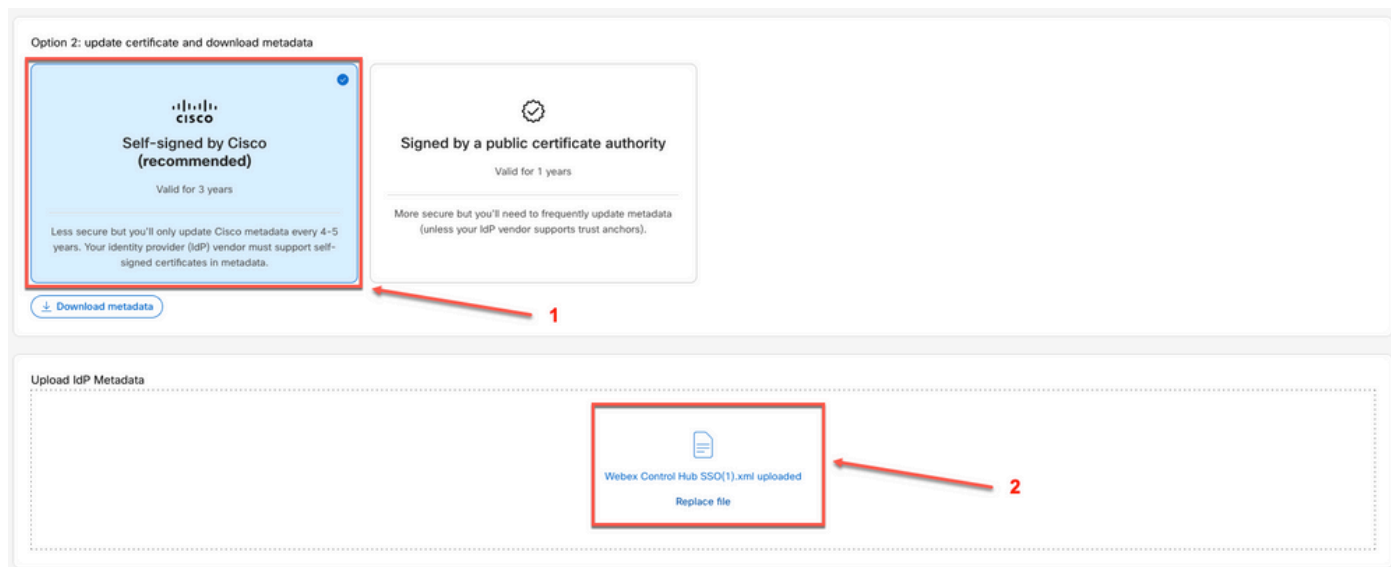 Option 2: update certificate and download metadata
CISCO
Self-signed by Cisco
(recommended)
Valid for 3 years
Less secure but you'll only update Cisco metadata every 4-5
years. Your identity provider (IdP) vendor must support self-
signed certificates in metadata.
Signed by a public certificate authority
Valid for 1 years
More secure but you'll need to frequently update metadata
(unless your IdP vendor supports trust anchors).
Download metadata
1
Upload IdP Metadata
Webex Control Hub SSO(1).xml uploaded
Replace file
2